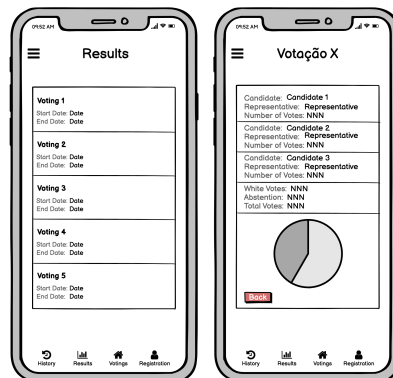 09:52 AM
Results
Voting 1
Start Date: Date
End Date: Date
Voting 2
Start Date: Date
End Date: Date
Voting 3
Start Date: Date
End Date: Date
Voting 4
Start Date: Date
End Date: Date
Voting 5
Start Date: Date
End Date: Date
History Results Votings Registration
09:52 AM
Votação X
Candidate: Candidate 1
Representative: Representative
Number of Votes: NNN
Candidate: Candidate 2
Representative: Representative
Number of Votes: NNN
Candidate: Candidate 3
Representative: Representative
Number of Votes: NNN
White Votes: NNN
Abstention: NNN
Total Votes: NNN
Back
History Results Votings Registration